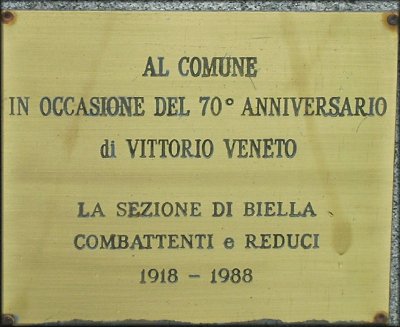 AL COMUNE
IN OCCASIONE DEL 70° ANNIVERSARIO
di VITTORIO VENETO
LA SEZIONE DI BIELLA
COMBATTENTI e REDUCI
1918 - 1988